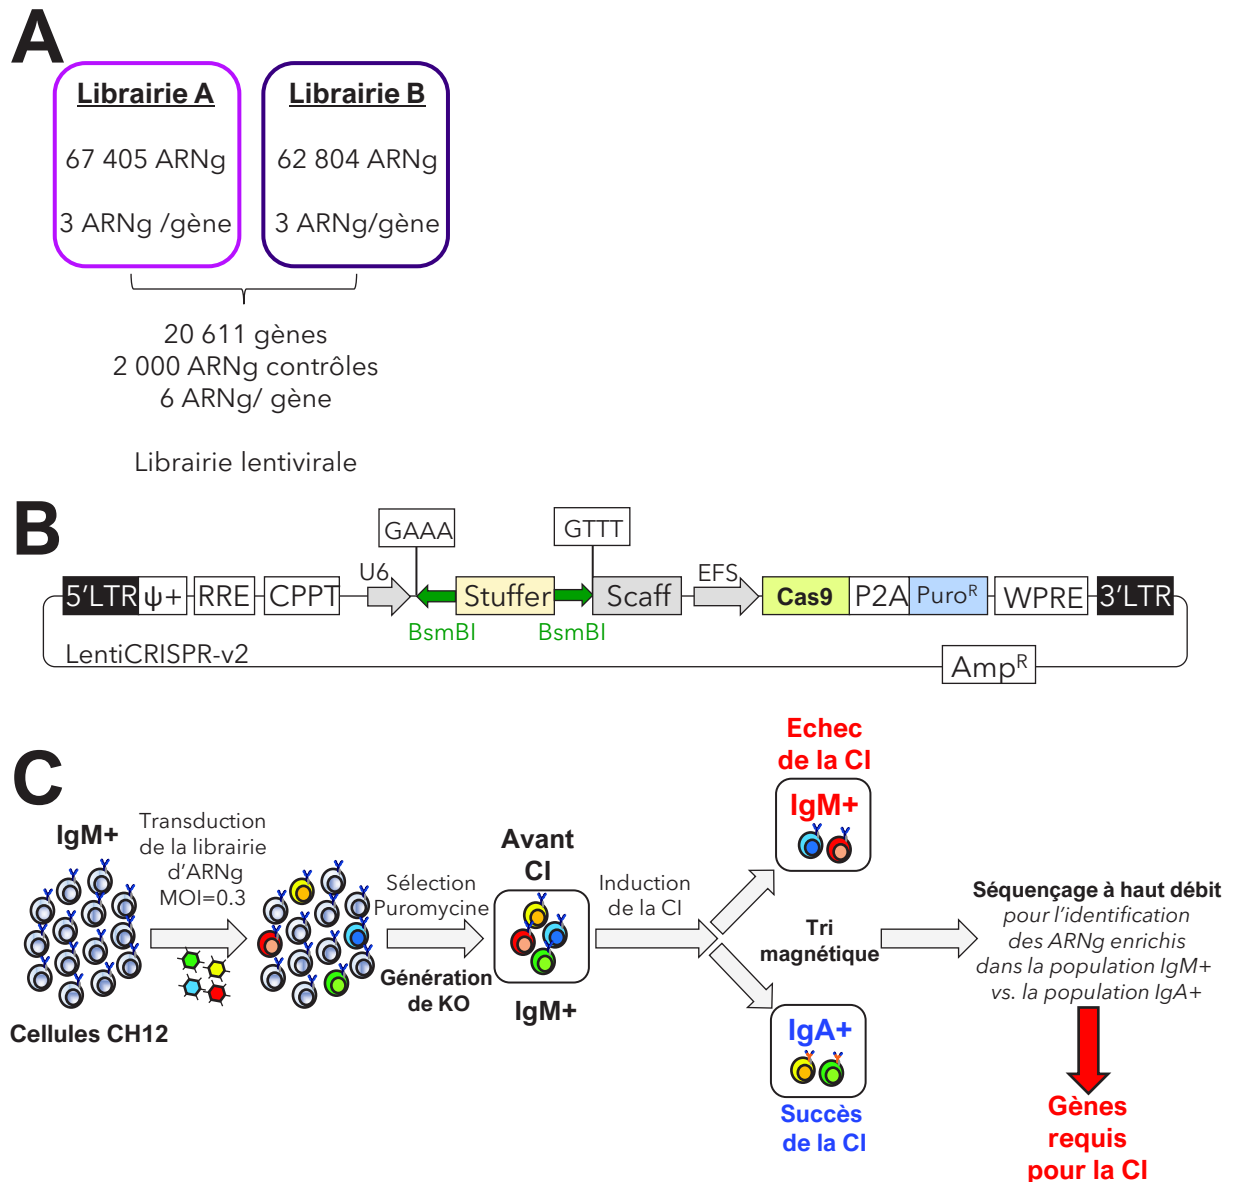 A
Librairie A
67 405 ARNg
3 ARNg /gène
Librairie B
62 804 ARNg
3 ARNg/gène
20 611 gènes
2 000 ARNg contrôles
6 ARNg/ gène
Librairie lentivirale
B
GAAA
GTTT
U6
EFS
5'LTR ψ+ RRE CPPT Stuffer Scaff Cas9 P2A Puroᴿ WPRE 3'LTR
BsmBI
BsmBI
LentiCRISPR-v2
Ampᴿ
C
IgM+
Cellules CH12
Transduction
de la librairie
d'ARNg
MOI=0.3
Sélection
Puromycine
Génération
de KO
Avant
CI
IgM+
Induction
de la CI
Echec
de la CI
IgM+
Tri
magnétique
IgA+
Succès
de la CI
Séquençage à haut débit
pour l'identification
des ARNg enrichis
dans la population IgM+
vs. la population IgA+
Gènes
requis
pour la CI